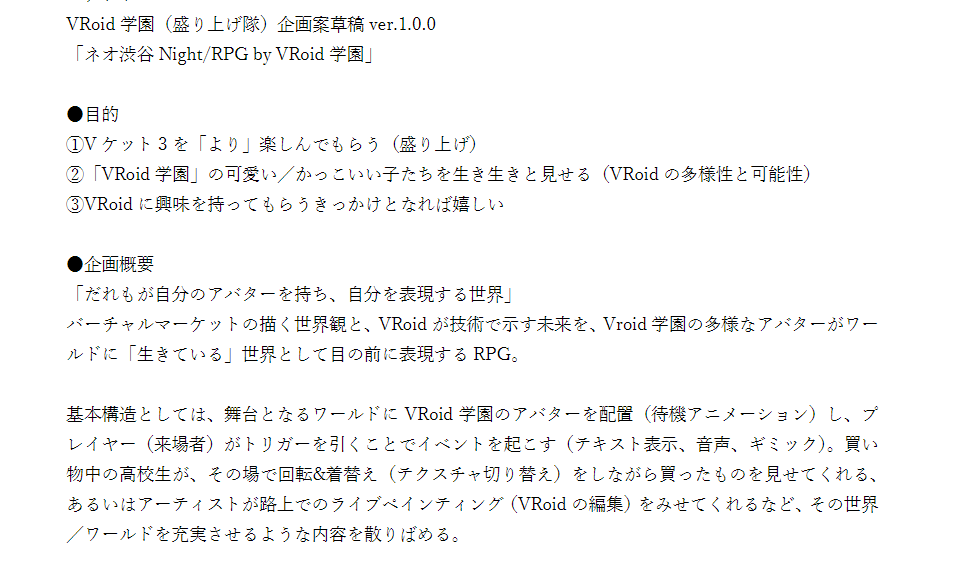 VRoid 学園（盛り上げ隊）企画案草稿 ver.1.0.0
「ネオ渋谷 Night/RPG by VRoid 学園」
●目的
①V ケット 3 を「より」楽しんでもらう（盛り上げ）
②「VRoid 学園」の可愛い／かっこいい子たちを生き生きと見せる（VRoid の多様性と可能性）
③VRoid に興味を持ってもらうきっかけとなれば嬉しい
●企画概要
「だれもが自分のアバターを持ち、自分を表現する世界」
バーチャルマーケットの描く世界観と、VRoid が技術で示す未来を、Vroid 学園の多様なアバターがワー
ルドに「生きている」世界として目の前に表現する RPG。
基本構造としては、舞台となるワールドに VRoid 学園のアバターを配置（待機アニメーション）し、プ
レイヤー（来場者）がトリガーを引くことでイベントを起こす（テキスト表示、音声、ギミック）。買い
物中の高校生が、その場で回転&着替え（テクスチャ切り替え）をしながら買ったものを見せてくれる、
あるいはアーティストが路上でのライブペインティング（VRoid の編集）をみせてくれるなど、その世界
／ワールドを充実させるような内容を散りばめる。